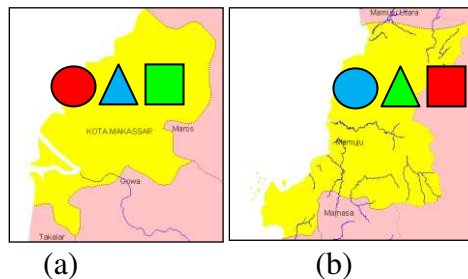 KOTA MAKASSAR
Maros
Gowa
Takalar
(a)
Mamuju Utara
Mamuju
Mamasa
(b)